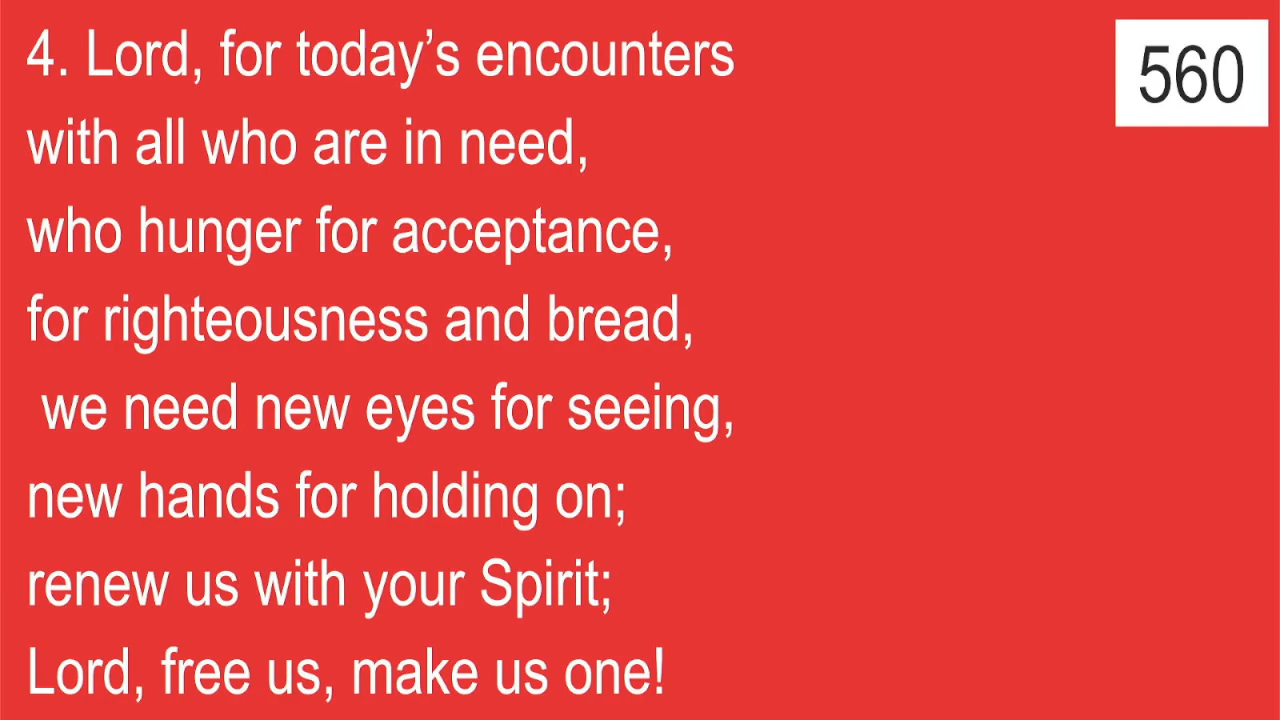 4. Lord, for today’s encounters
560
with all who are in need,
who hunger for acceptance,
for righteousness and bread,
we need new eyes for seeing,
new hands for holding on;
renew us with your Spirit;
Lord, free us, make us one!